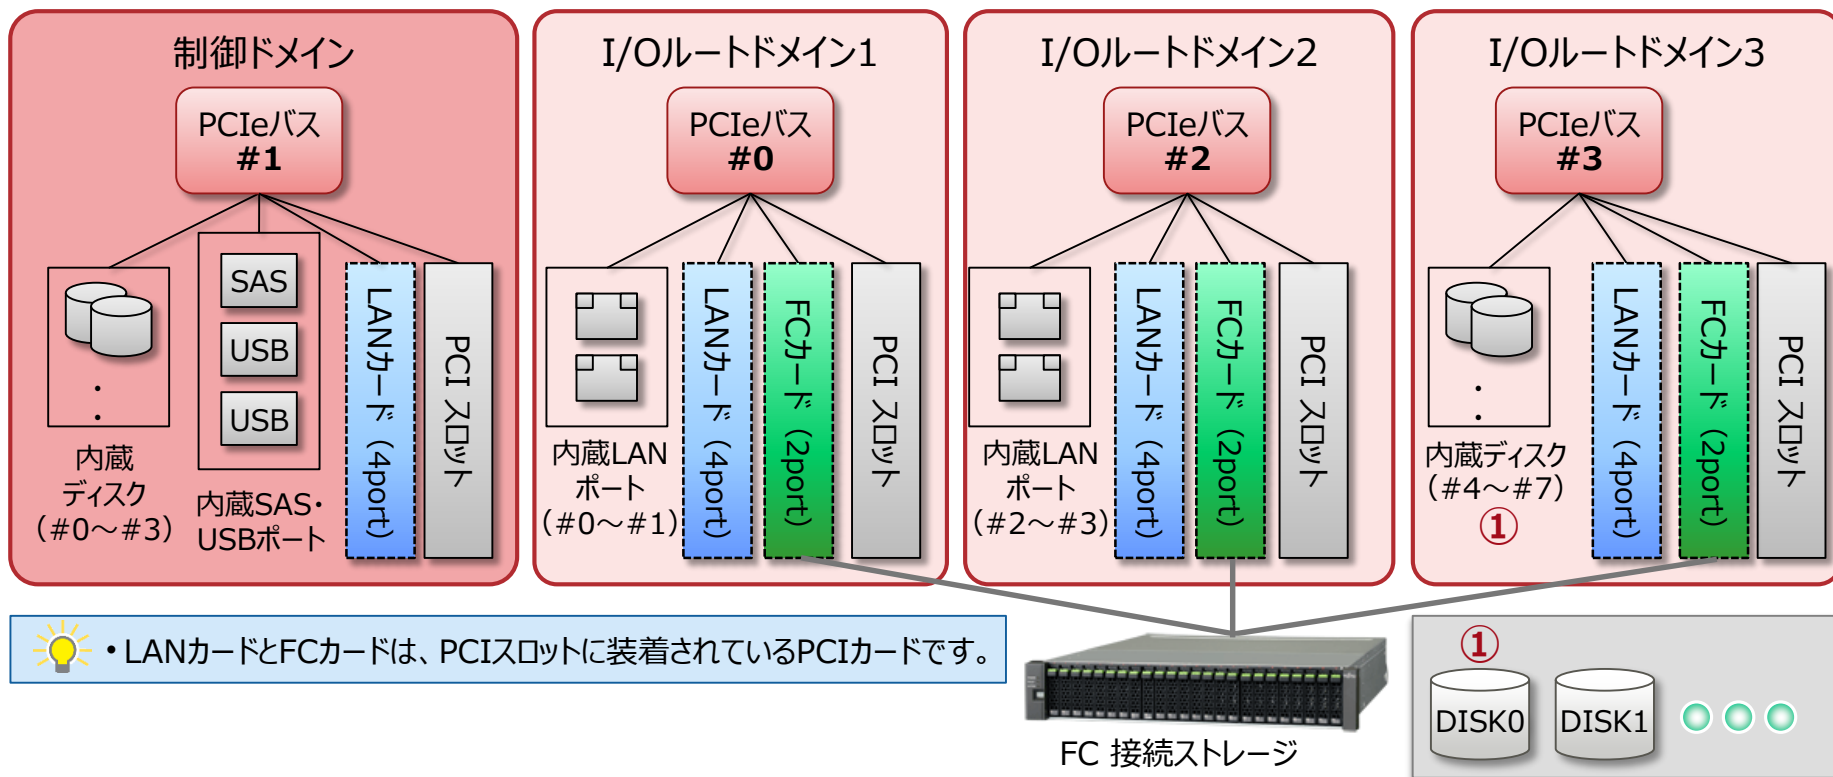 制御ドメイン
PCIeバス
#1
SAS
USB
USB
内蔵
ディスク
(#0～#3)
内蔵SAS・
USBポート
LANカード (4port)
PCI スロット
I/Oルートドメイン1
PCIeバス
#0
内蔵LAN
ポート
(#0～#1)
LANカード (4port)
FCカード (2port)
PCI スロット
I/Oルートドメイン2
PCIeバス
#2
内蔵LAN
ポート
(#2～#3)
LANカード (4port)
FCカード (2port)
PCI スロット
I/Oルートドメイン3
PCIeバス
#3
内蔵ディスク
(#4～#7)
①
LANカード (4port)
FCカード (2port)
PCI スロット
・LANカードとFCカードは、PCIスロットに装着されているPCIカードです。
FC 接続ストレージ
①
DISK0
DISK1